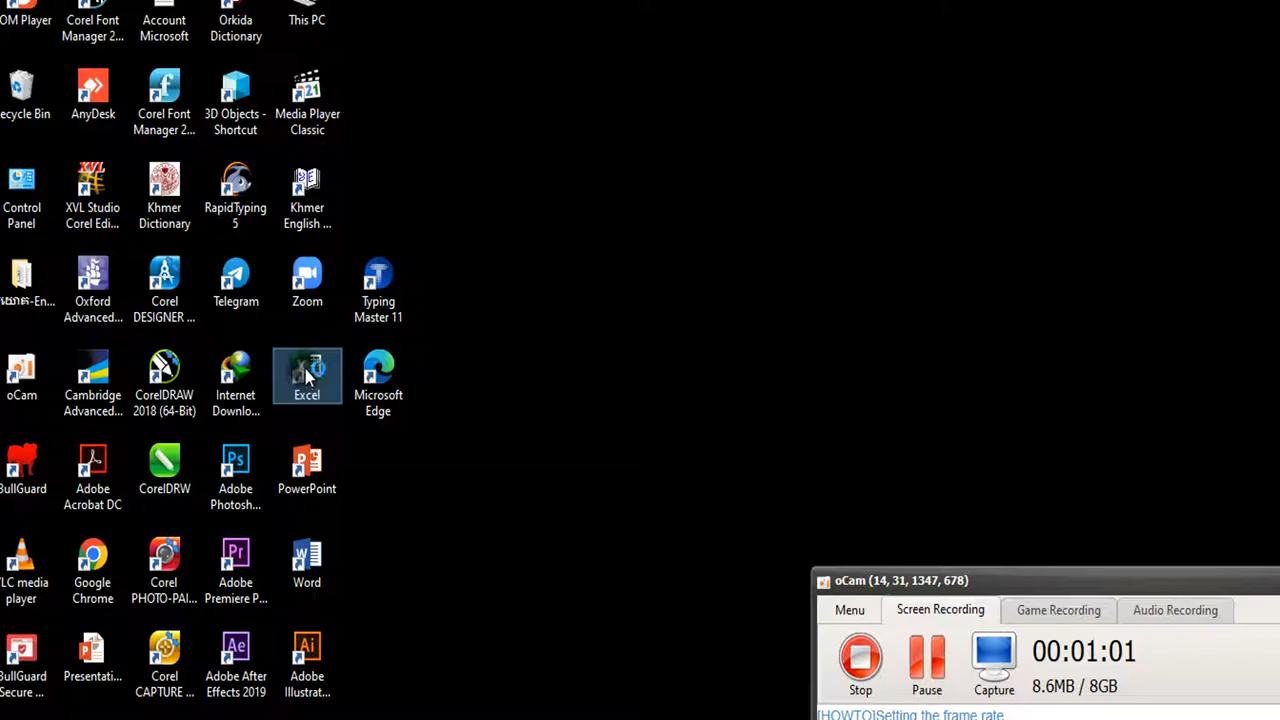 OM Player
Corel Font
Manager 2...
Account
Microsoft
Orkida
Dictionary
This PC
ecycle Bin
AnyDesk
Corel Font
Manager 2...
3D Objects -
Shortcut
Media Player
Classic
Control
Panel
XVL Studio
Corel Edi...
Khmer
Dictionary
RapidTyping
5
Khmer
English ...
Oxford
Advanced...
Corel
DESIGNER ...
Telegram
Zoom
Typing
Master 11
oCam
Cambridge
Advanced...
CorelDRAW
2018 (64-Bit)
Internet
Downlo...
Excel
Microsoft
Edge
BullGuard
Adobe
Acrobat DC
CorelDRW
Adobe
Photosh...
PowerPoint
VLC media
player
Google
Chrome
Corel
PHOTO-PAI...
Adobe
Premiere P...
Word
BullGuard
Secure ...
Presentati...
Corel
CAPTURE ...
Adobe After
Effects 2019
Adobe
Illustrat...
oCam (14, 31, 1347, 678)
Menu
Screen Recording
Game Recording
Audio Recording
Stop
Pause
Capture
00:01:01
8.6MB / 8GB
[HOWTO]Setting the frame rate